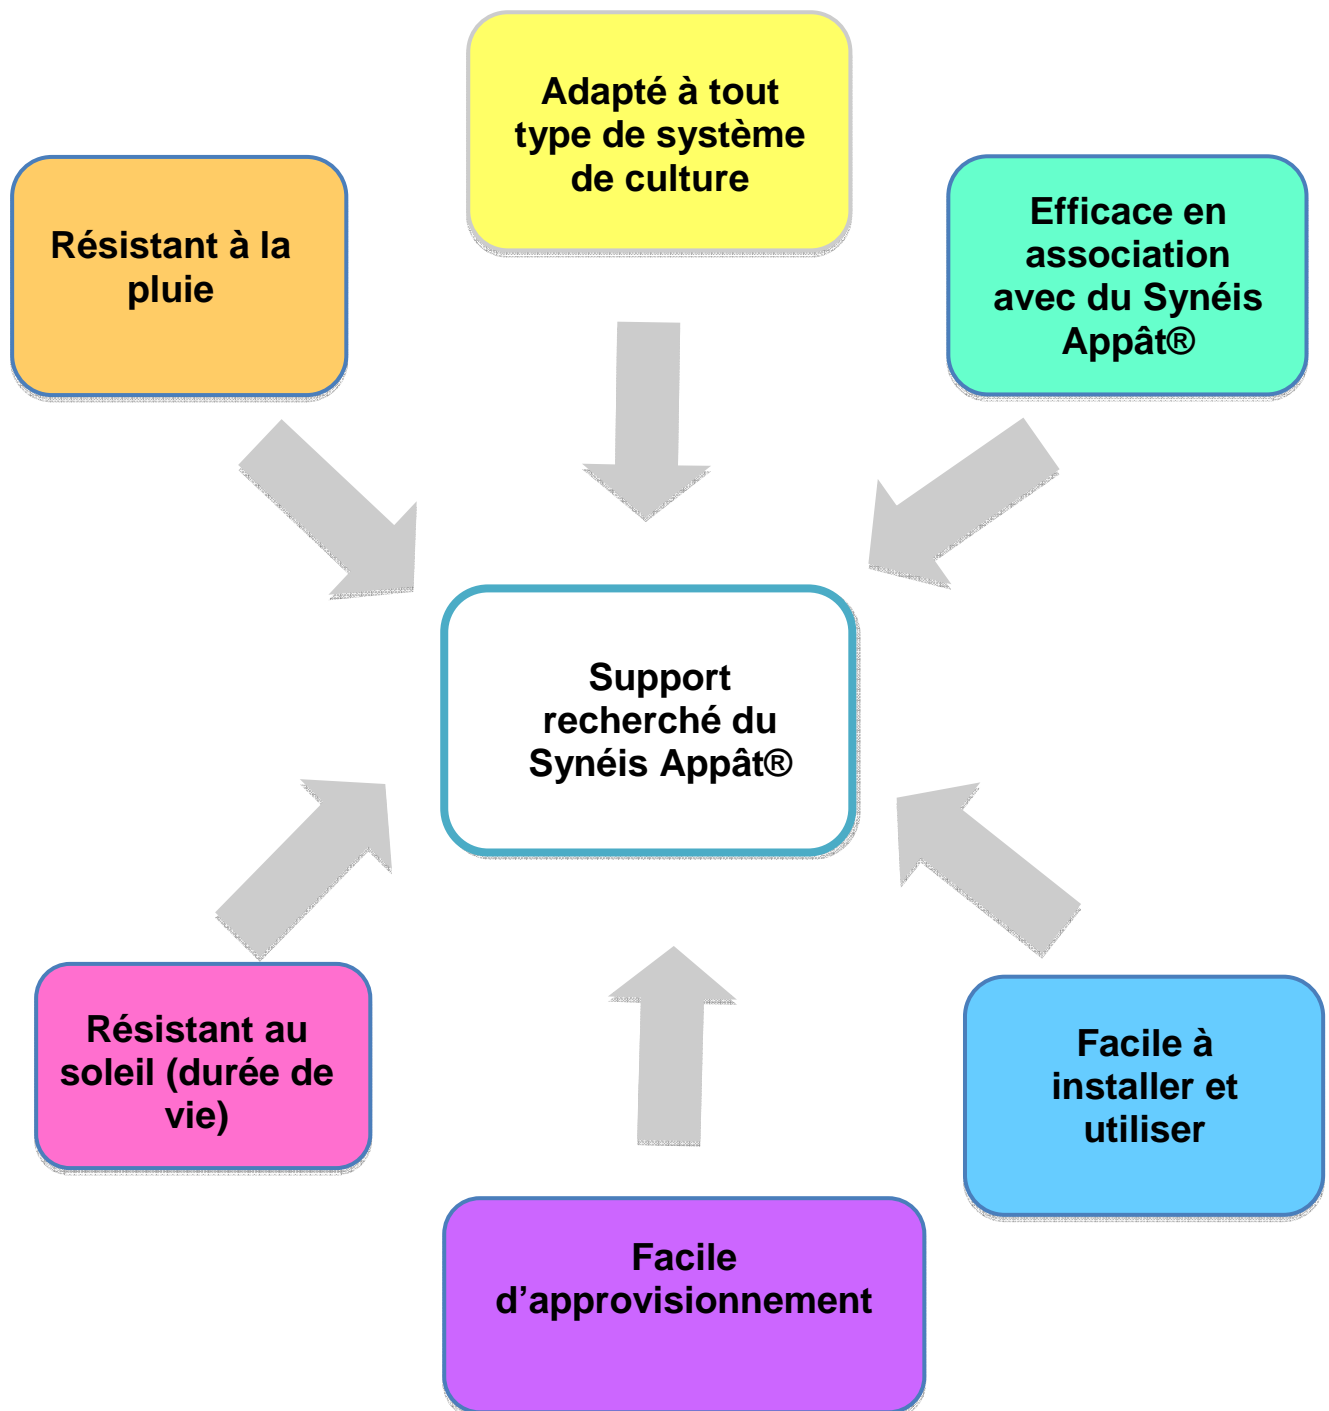 Adapté à tout
type de système
de culture
Résistant à la
pluie
Efficace en
association
avec du Synéis
Appât®
Support
recherché du
Synéis Appât®
Résistant au
soleil (durée de
vie)
Facile à
installer et
utiliser
Facile
d’approvisionnement